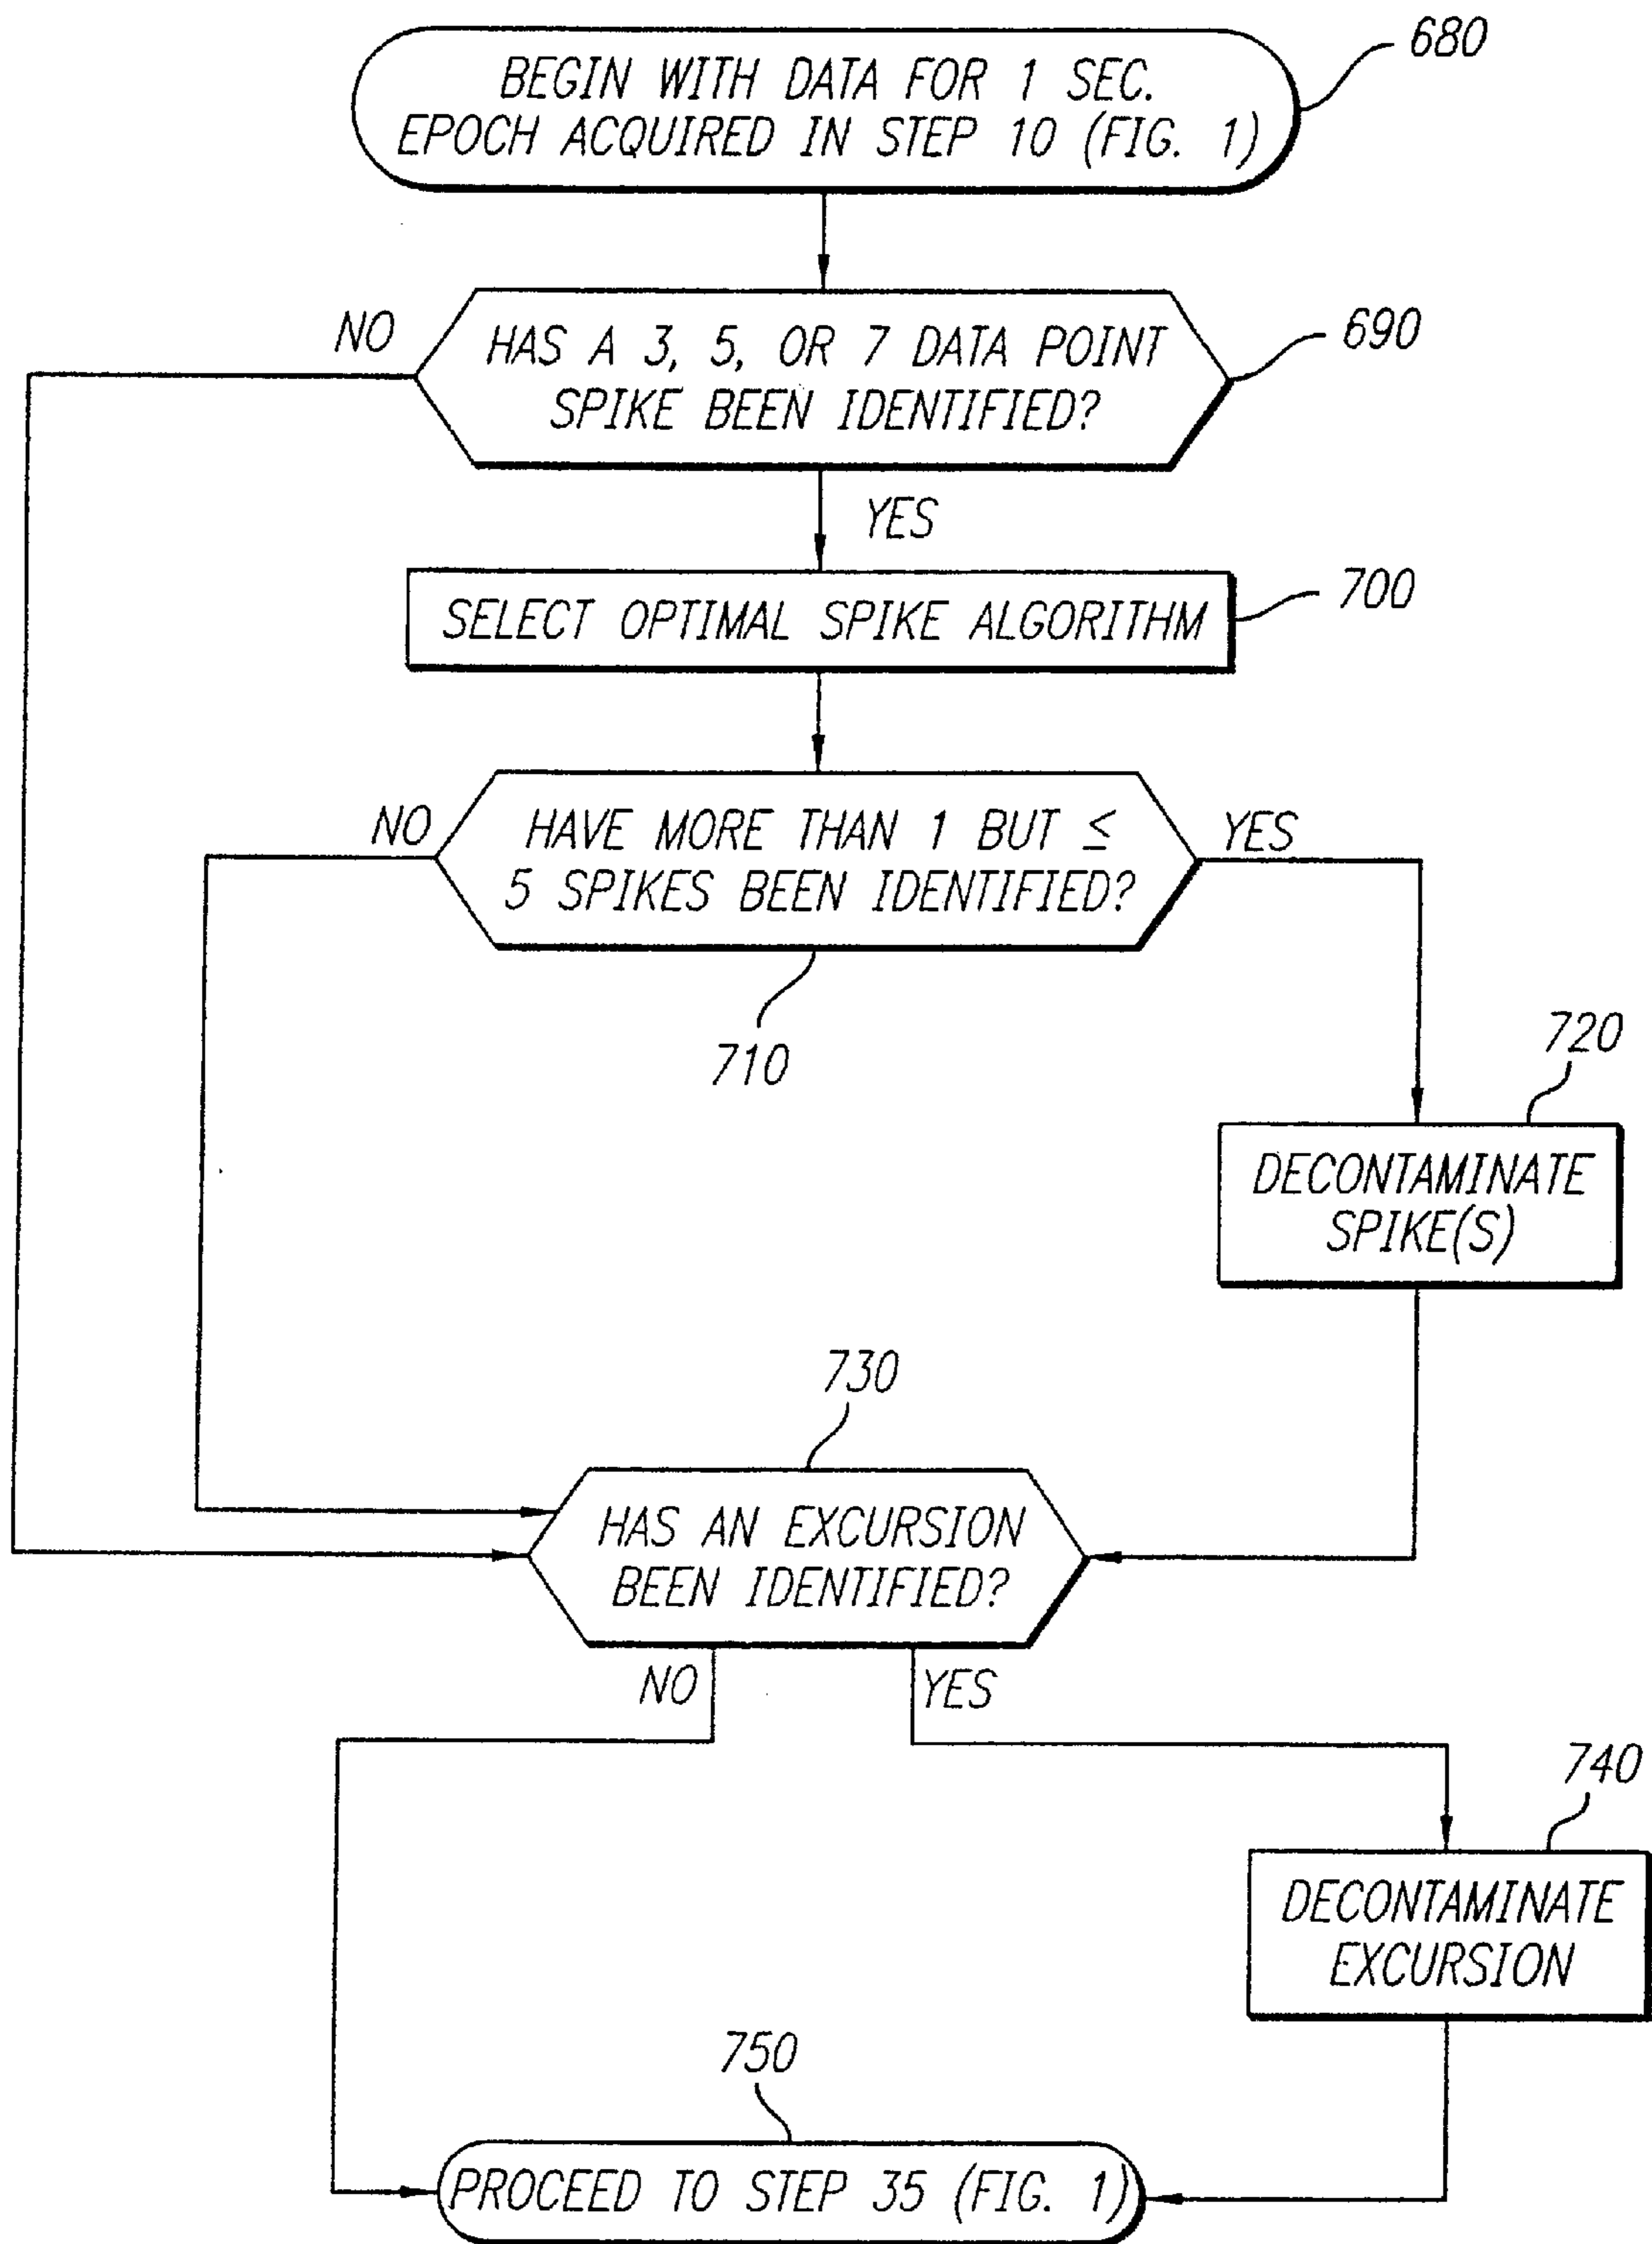 680
BEGIN WITH DATA FOR 1 SEC.
EPOCH ACQUIRED IN STEP 10 (FIG. 1)
NO
HAS A 3, 5, OR 7 DATA POINT
SPIKE BEEN IDENTIFIED?
690
YES
SELECT OPTIMAL SPIKE ALGORITHM
700
NO
HAVE MORE THAN 1 BUT ≤
5 SPIKES BEEN IDENTIFIED?
YES
710
720
DECONTAMINATE
SPIKE(S)
730
HAS AN EXCURSION
BEEN IDENTIFIED?
NO
YES
740
DECONTAMINATE
EXCURSION
750
PROCEED TO STEP 35 (FIG. 1)